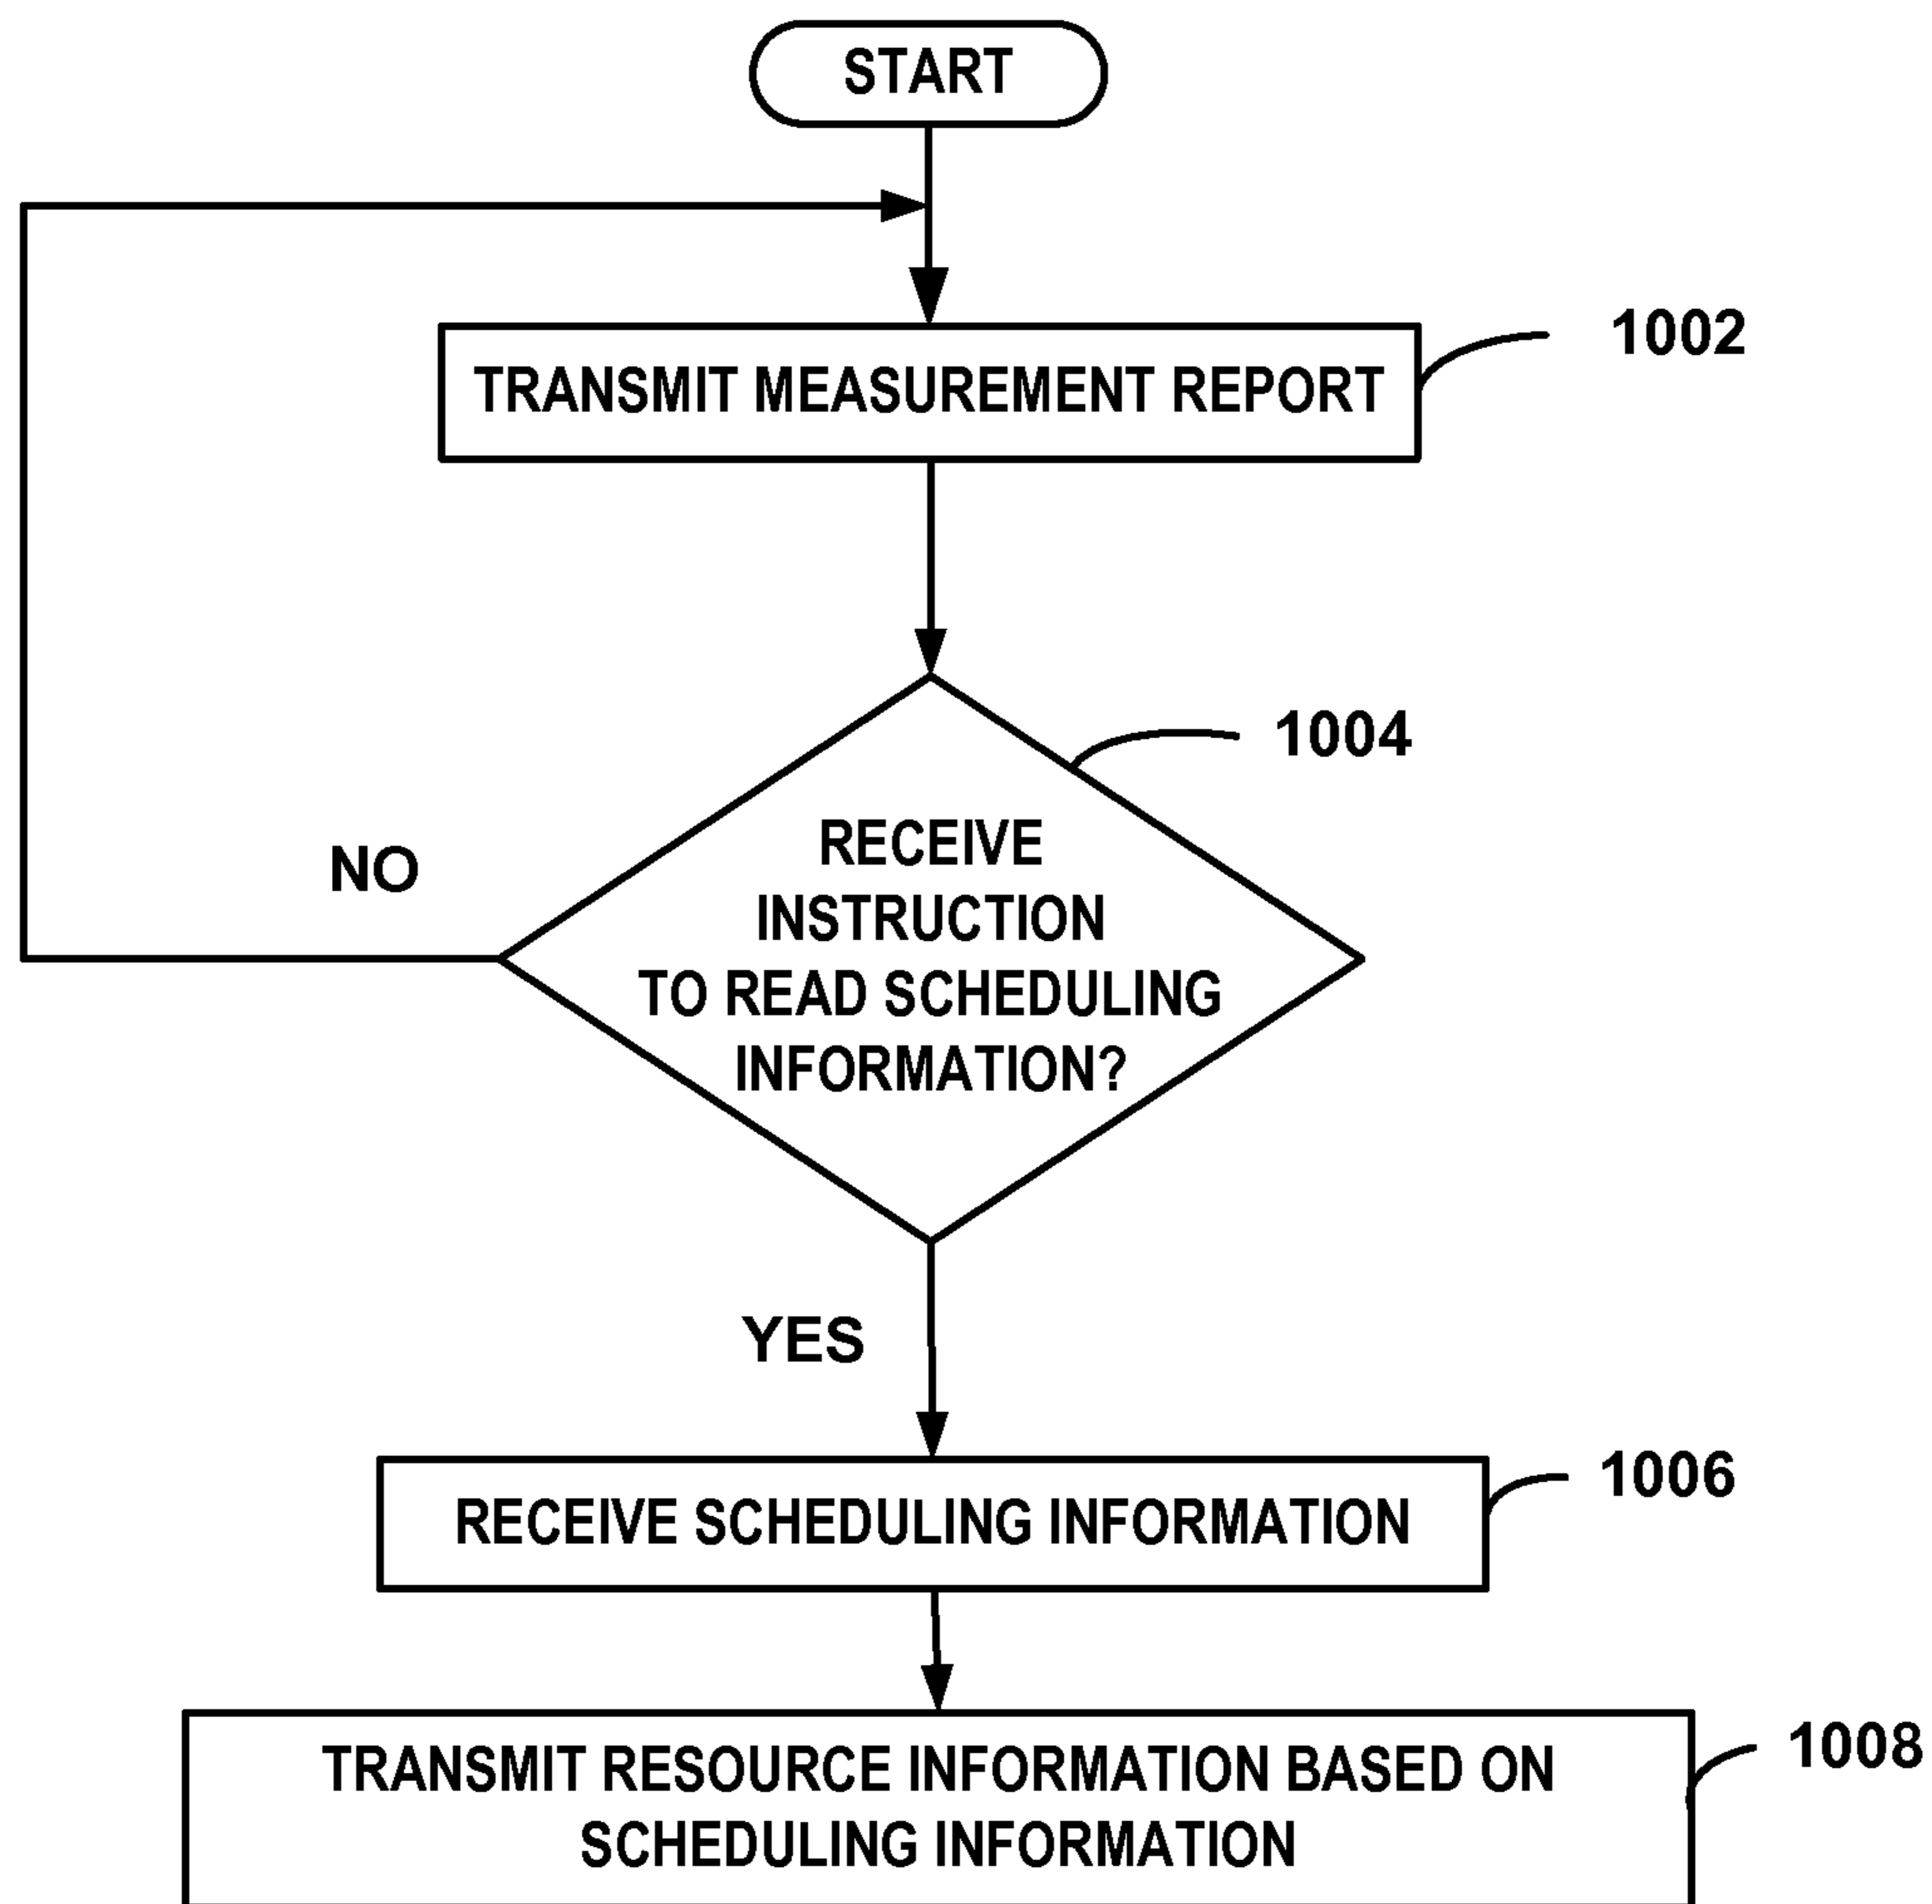 START
TRANSMIT MEASUREMENT REPORT
1002
1004
RECEIVE
INSTRUCTION
TO READ SCHEDULING
INFORMATION?
NO
YES
RECEIVE SCHEDULING INFORMATION
1006
TRANSMIT RESOURCE INFORMATION BASED ON
SCHEDULING INFORMATION
1008